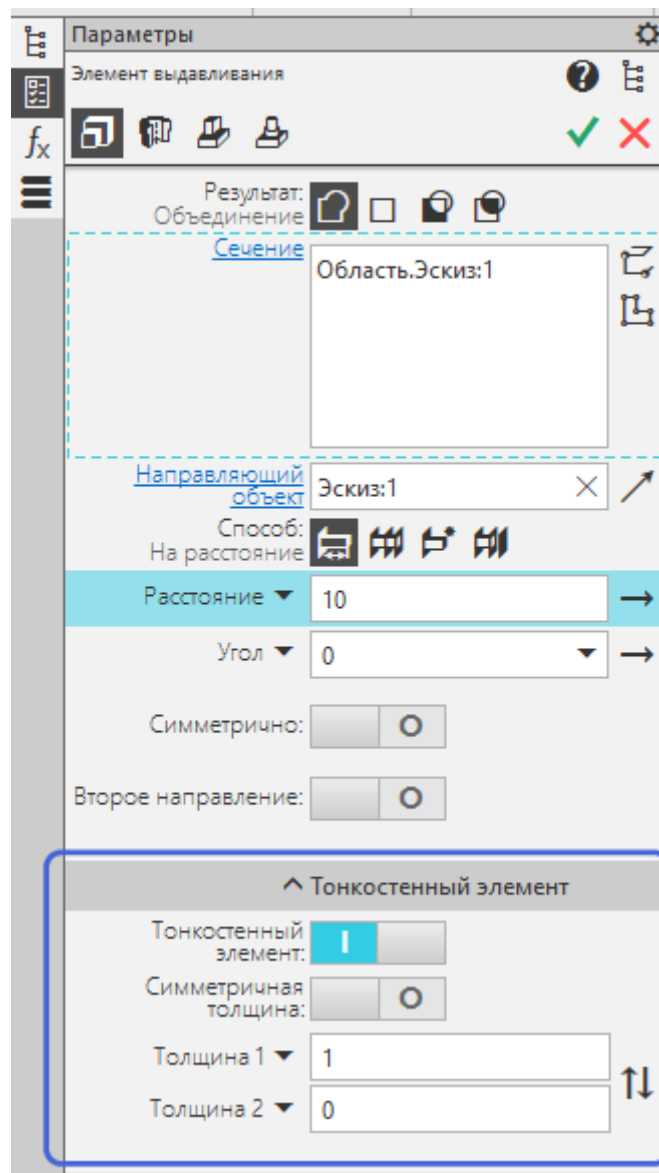 Параметры
Элемент выдавливания
fx
Результат:
Объединение
Сечение
Область.Эскиз:1
Направляющий
объект
Эскиз:1
Способ:
На расстояние
Расстояние
10
Угол
0
Симметрично:
Второе направление:
Тонкостенный элемент
Тонкостенный
элемент:
Симметричная
толщина:
Толщина 1
1
Толщина 2
0